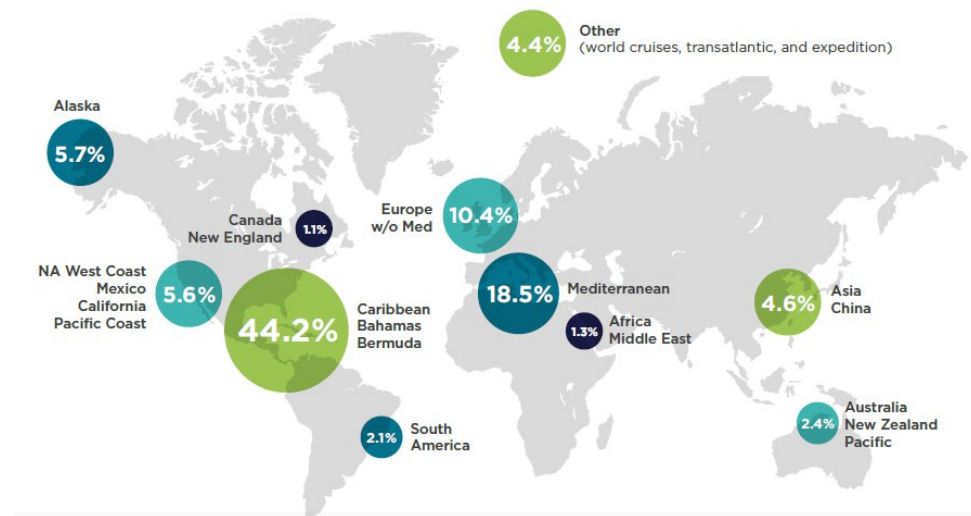 4.4%
Other
(world cruises, transatlantic, and expedition)
Alaska
5.7%
Canada
New England
1.1%
Europe
w/o Med
10.4%
NA West Coast
Mexico
California
Pacific Coast
5.6%
44.2%
Caribbean
Bahamas
Bermuda
18.5%
Mediterranean
1.3%
Africa
Middle East
4.6%
Asia
China
2.1%
South
America
2.4%
Australia
New Zealand
Pacific